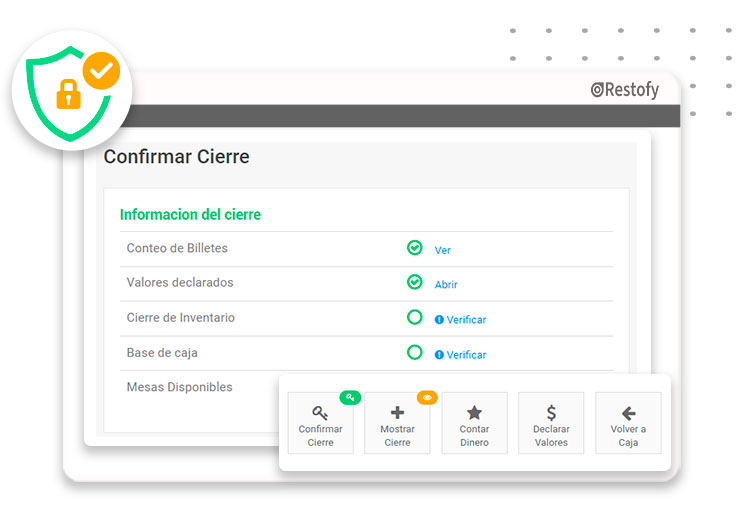 Restofy
Confirmar Cierre
Informacion del cierre
Conteo de Billetes Ver
Valores declarados Abrir
Cierre de Inventario Verificar
Base de caja Verificar
Mesas Disponibles
Confirmar Cierre
Mostrar Cierre
Contar Dinero
$
Declarar Valores
Volver a Caja